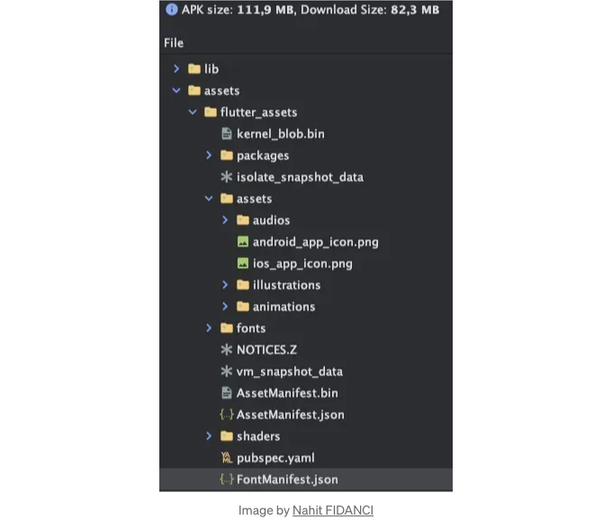 APK size: 111,9 MB, Download Size: 82,3 MB
File
lib
assets
flutter_assets
kernel_blob.bin
packages
isolate_snapshot_data
assets
audios
android_app_icon.png
ios_app_icon.png
illustrations
animations
fonts
NOTICES.Z
vm_snapshot_data
AssetManifest.bin
AssetManifest.json
shaders
pubspec.yaml
FontManifest.json
Image by Nahit FIDANCI